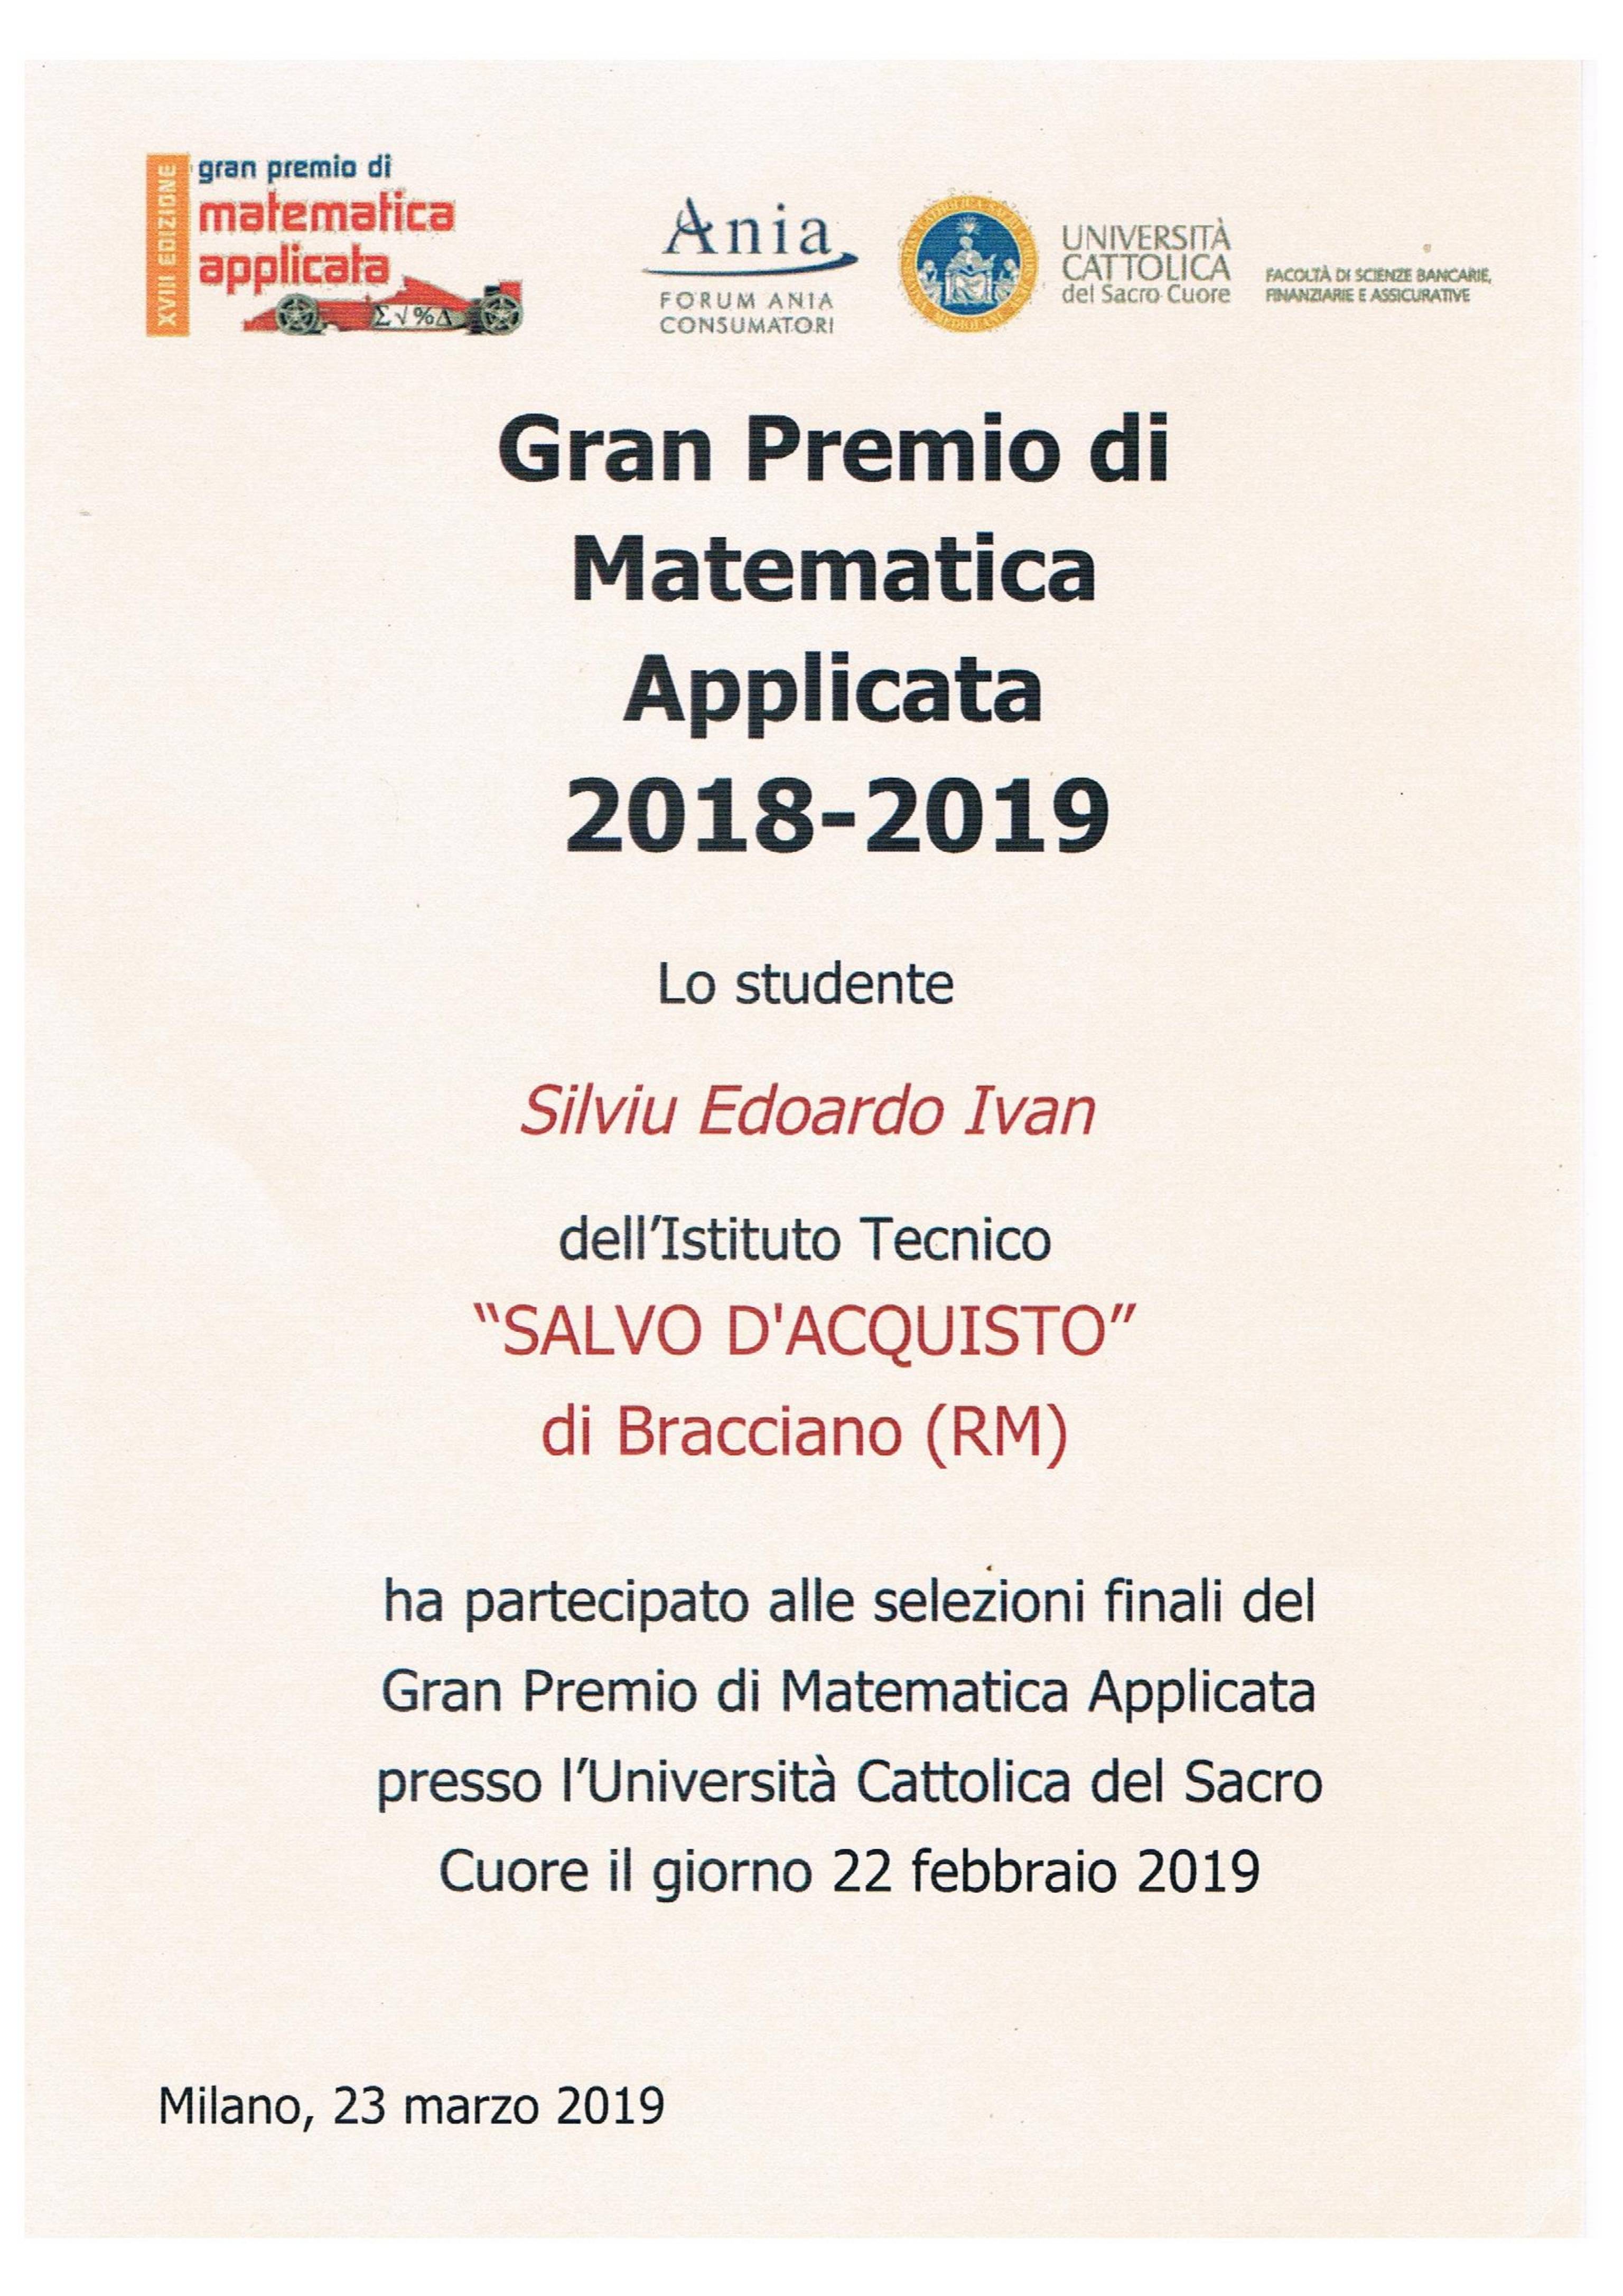 XVIII EDIZIONE
gran premio di
matematica
applicata
Σ√%Δ
Ania
FORUM ANIA
CONSUMATORI
UNIVERSITÀ
CATTOLICA
del Sacro Cuore
FACOLTÀ DI SCIENZE BANCARIE,
FINANZIARIE E ASSICURATIVE
Gran Premio di
Matematica
Applicata
2018-2019
Lo studente
Silviu Edoardo Ivan
dell’Istituto Tecnico
“SALVO D'ACQUISTO”
di Bracciano (RM)
ha partecipato alle selezioni finali del
Gran Premio di Matematica Applicata
presso l’Università Cattolica del Sacro
Cuore il giorno 22 febbraio 2019
Milano, 23 marzo 2019